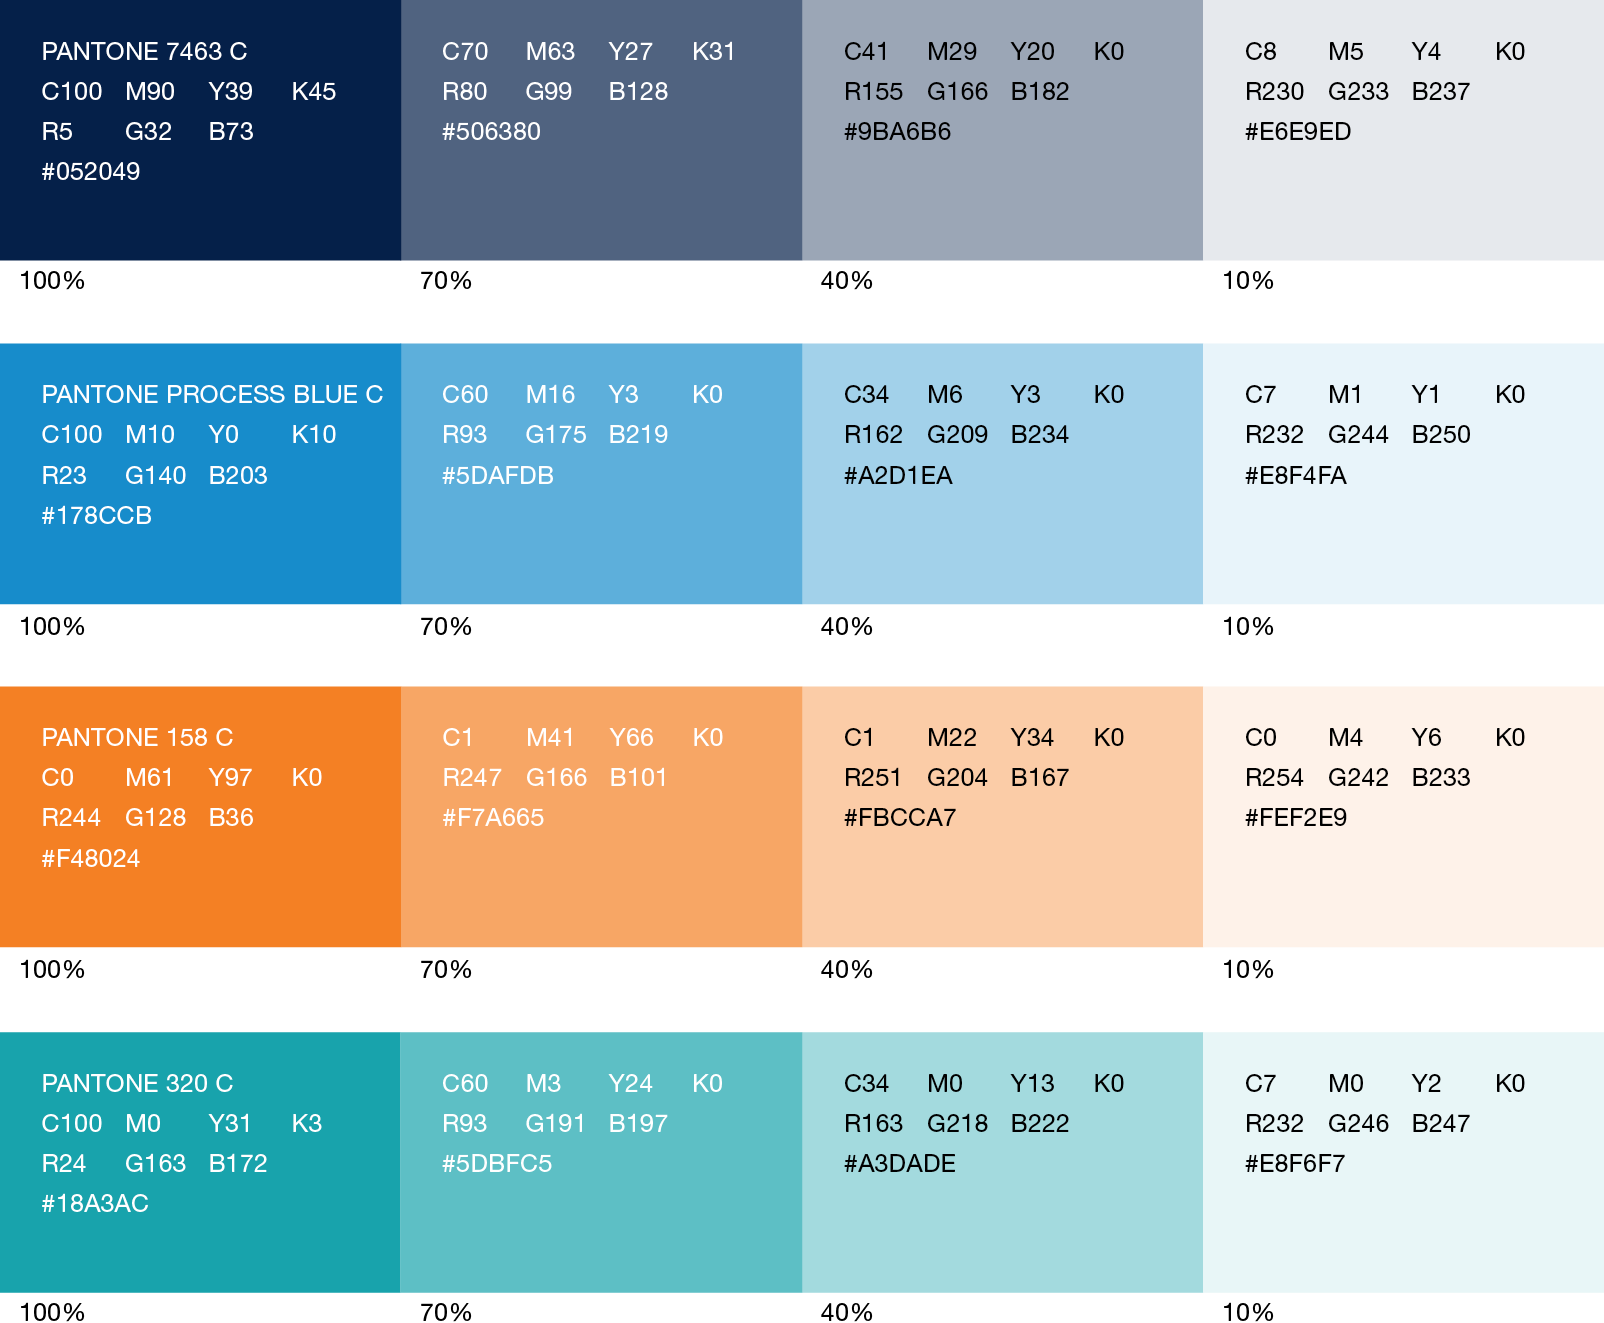 PANTONE 7463 C
C100 M90 Y39 K45
R5 G32 B73
#052049
C70 M63 Y27 K31
R80 G99 B128
#506380
C41 M29 Y20 K0
R155 G166 B182
#9BA6B6
C8 M5 Y4 K0
R230 G233 B237
#E6E9ED
100% 70% 40% 10%
PANTONE PROCESS BLUE C
C100 M10 Y0 K10
R23 G140 B203
#178CCB
C60 M16 Y3 K0
R93 G175 B219
#5DAFDB
C34 M6 Y3 K0
R162 G209 B234
#A2D1EA
C7 M1 Y1 K0
R232 G244 B250
#E8F4FA
100% 70% 40% 10%
PANTONE 158 C
C0 M61 Y97 K0
R244 G128 B36
#F48024
C1 M41 Y66 K0
R247 G166 B101
#F7A665
C1 M22 Y34 K0
R251 G204 B167
#FBCCA7
C0 M4 Y6 K0
R254 G242 B233
#FEF2E9
100% 70% 40% 10%
PANTONE 320 C
C100 M0 Y31 K3
R24 G163 B172
#18A3AC
C60 M3 Y24 K0
R93 G191 B197
#5DBFC5
C34 M0 Y13 K0
R163 G218 B222
#A3DADE
C7 M0 Y2 K0
R232 G246 B247
#E8F6F7
100% 70% 40% 10%